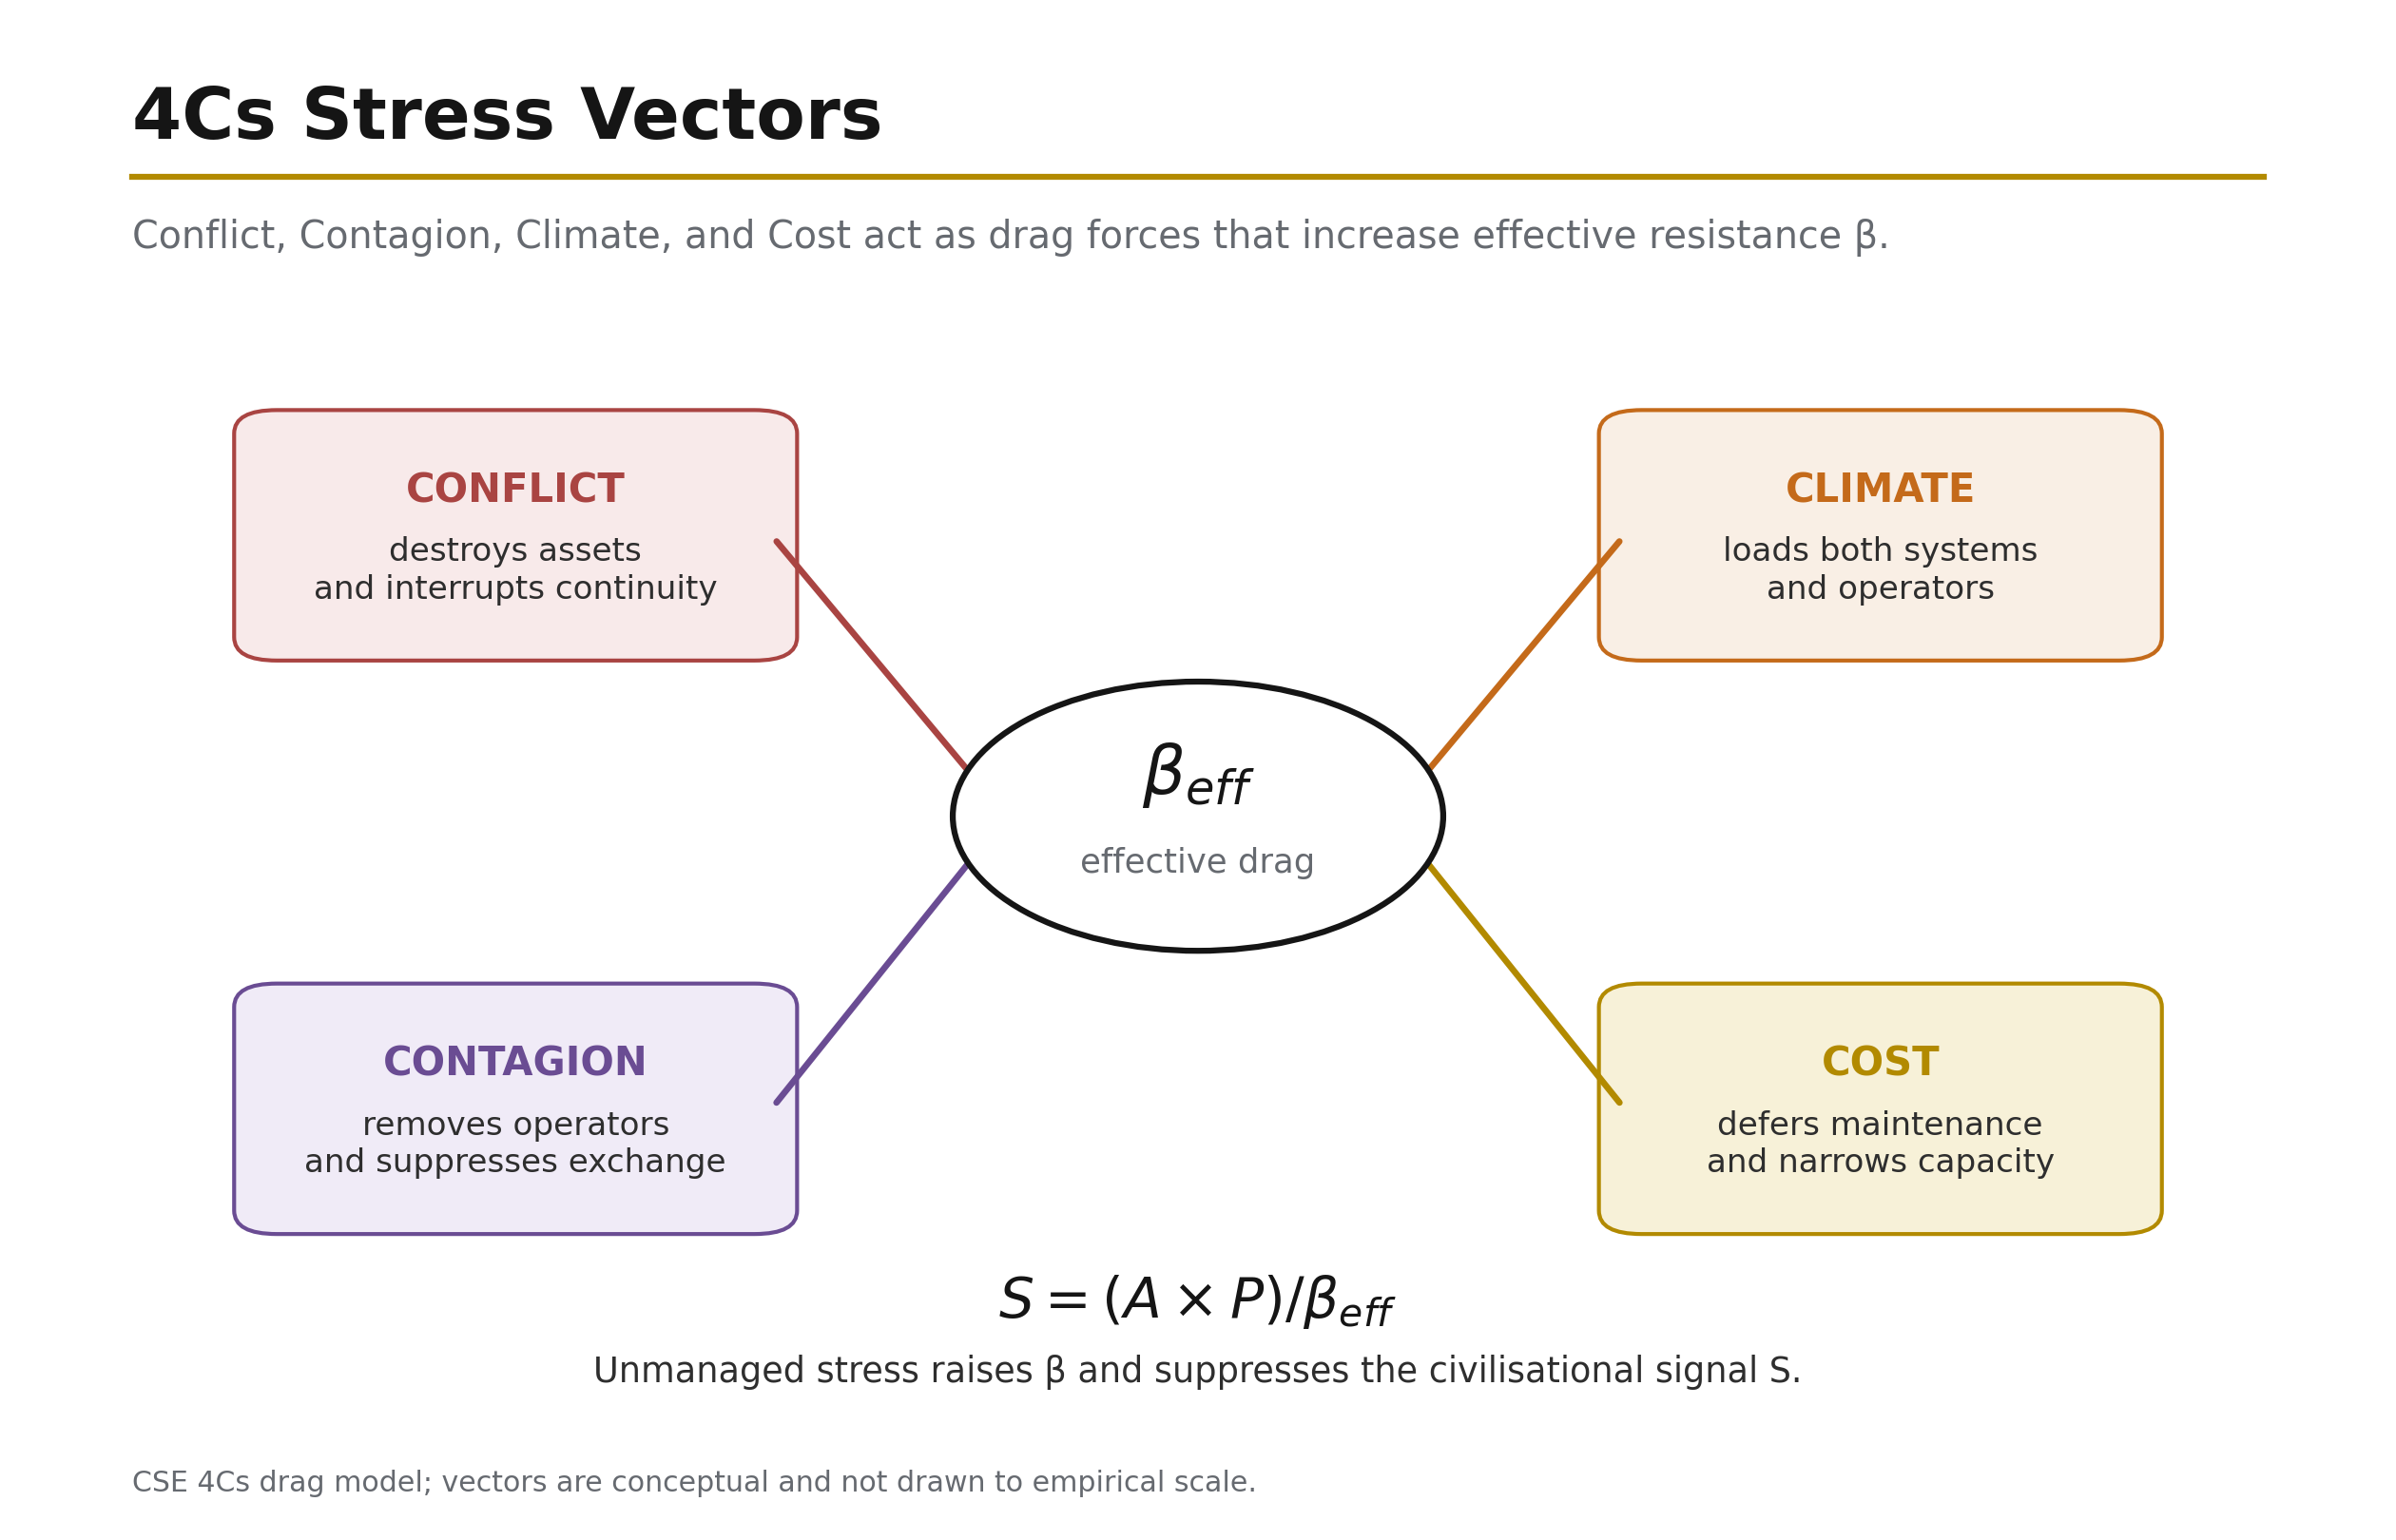 4Cs Stress Vectors
Conflict, Contagion, Climate, and Cost act as drag forces that increase effective resistance β.
CONFLICT
destroys assets
and interrupts continuity
CLIMATE
loads both systems
and operators
β_eff
effective drag
CONTAGION
removes operators
and suppresses exchange
COST
defers maintenance
and narrows capacity
S = (A × P)/β_eff
Unmanaged stress raises β and suppresses the civilisational signal S.
CSE 4Cs drag model; vectors are conceptual and not drawn to empirical scale.